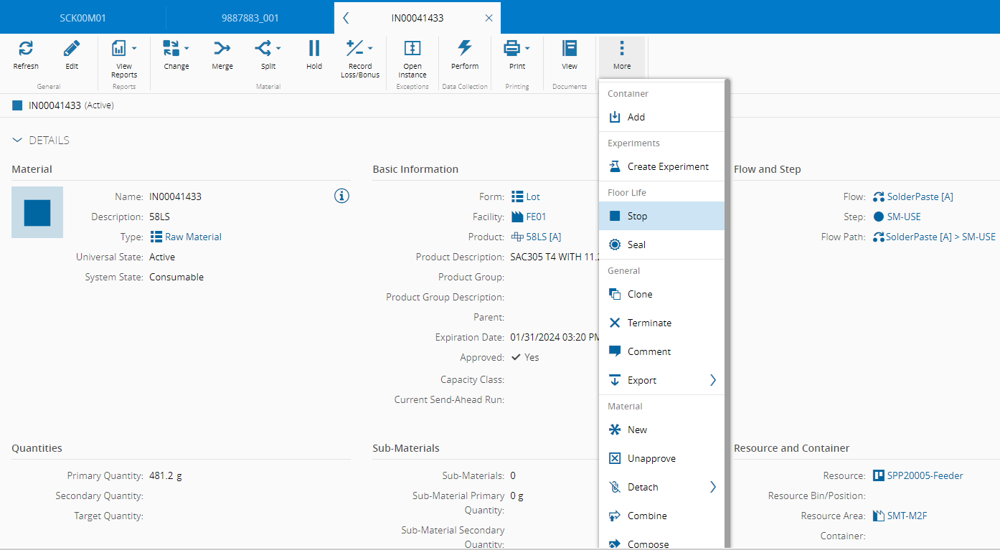 SCK00M01
9887883_001
IN00041433
Refresh
Edit
View Reports
Change
Merge
Split
Hold
Record Loss/Bonus
Open Instance
Perform
Print
View
More
General
Reports
Material
Exceptions
Data Collection
Printing
Documents
IN00041433 (Active)
DETAILS
Material
Name: IN00041433
Description: 58LS
Type: Raw Material
Universal State: Active
System State: Consumable
Basic Information
Form: Lot
Facility: FE01
Product: 58LS [A]
Product Description: SAC305 T4 WITH 11.2
Product Group:
Product Group Description:
Parent:
Expiration Date: 01/31/2024 03:20 PM
Approved: Yes
Capacity Class:
Current Send-Ahead Run:
Container
Add
Experiments
Create Experiment
Floor Life
Stop
Seal
General
Clone
Terminate
Comment
Export
Material
New
Unapprove
Detach
Combine
Compose
Flow and Step
Flow: SolderPaste [A]
Step: SM-USE
Flow Path: SolderPaste [A] > SM-USE
Quantities
Primary Quantity: 481.2 g
Secondary Quantity:
Target Quantity:
Sub-Materials
Sub-Materials: 0
Sub-Material Primary 0 g
Quantity:
Sub-Material Secondary
Quantity:
Resource and Container
Resource: SPP20005-Feeder
Resource Bin/Position:
Resource Area: SMT-M2F
Container: